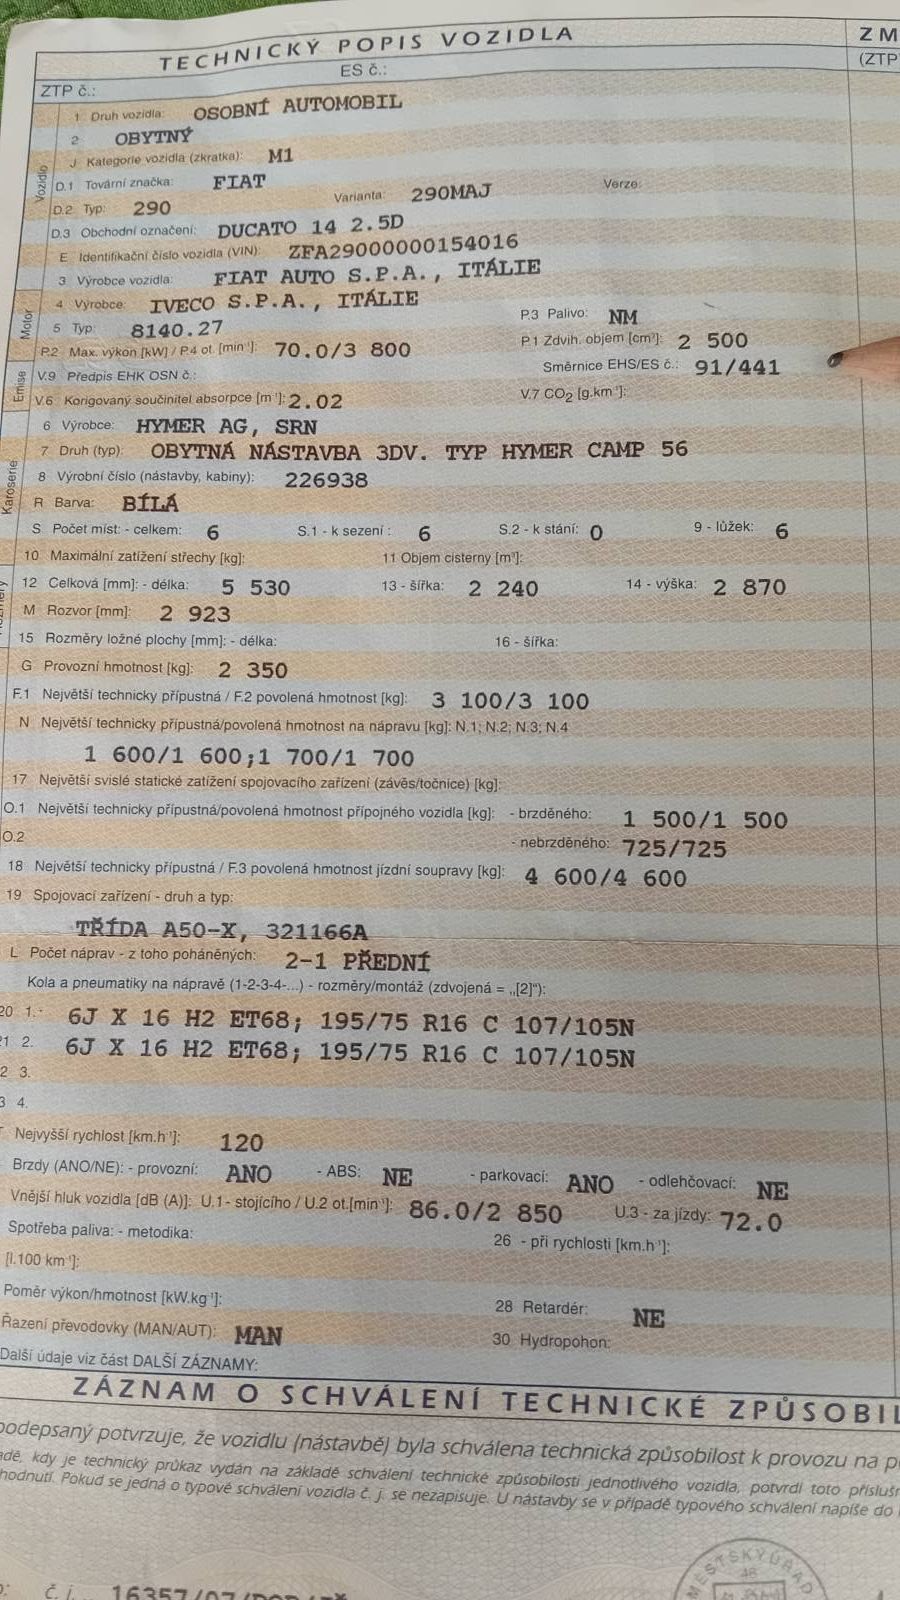 TECHNICKÝ POPIS VOZIDLA
ZM
ZTP č.: ES č.:
(ZTP
Vozidlo
1 Druh vozidla: OSOBNÍ AUTOMOBIL
2 OBYTNÝ
J Kategorie vozidla (zkratka): M1
D.1 Tovární značka: FIAT
D.2 Typ: 290 Varianta: 290MAJ Verze:
D.3 Obchodní označení: DUCATO 14 2.5D
E Identifikační číslo vozidla (VIN): ZFA29000000154016
3 Výrobce vozidla: FIAT AUTO S.P.A., ITÁLIE
Motor
4 Výrobce: IVECO S.P.A., ITÁLIE
5 Typ: 8140.27 P.3 Palivo: NM
P.2 Max. výkon [kW] / P.4 ot. [min⁻¹]: 70.0/3 800 P.1 Zdvih. objem [cm³]: 2 500
Emise
V.9 Předpis EHK OSN č.: Směrnice EHS/ES č.: 91/441
V.6 Korigovaný součinitel absorpce [m⁻¹]: 2.02 V.7 CO₂ [g.km⁻¹]:
Karoserie
6 Výrobce: HYMER AG, SRN
7 Druh (typ): OBYTNÁ NÁSTAVBA 3DV. TYP HYMER CAMP 56
8 Výrobní číslo (nástavby, kabiny): 226938
R Barva: BÍLÁ
S Počet míst: - celkem: 6 S.1 - k sezení : 6 S.2 - k stání: 0 9 - lůžek: 6
10 Maximální zatížení střechy [kg]: 11 Objem cisterny [m³]:
12 Celková [mm]: - délka: 5 530 13 - šířka: 2 240 14 - výška: 2 870
M Rozvor [mm]: 2 923
15 Rozměry ložné plochy [mm]: - délka: 16 - šířka:
G Provozní hmotnost [kg]: 2 350
F.1 Největší technicky přípustná / F.2 povolená hmotnost [kg]: 3 100/3 100
N Největší technicky přípustná/povolená hmotnost na nápravu [kg]: N.1; N.2; N.3; N.4
1 600/1 600;1 700/1 700
17 Největší svislé statické zatížení spojovacího zařízení (závěs/točnice) [kg]:
O.1 Největší technicky přípustná/povolená hmotnost přípojného vozidla [kg]: - brzděného: 1 500/1 500
O.2 - nebrzděného: 725/725
18 Největší technicky přípustná / F.3 povolená hmotnost jízdní soupravy [kg]: 4 600/4 600
19 Spojovací zařízení - druh a typ:
TŘÍDA A50-X, 321166A
L Počet náprav - z toho poháněných: 2-1 PŘEDNÍ
Kola a pneumatiky na nápravě (1-2-3-4-...) - rozměry/montáž (zdvojená = „[2]"):
20 1. 6J X 16 H2 ET68; 195/75 R16 C 107/105N
21 2. 6J X 16 H2 ET68; 195/75 R16 C 107/105N
2 3.
3 4.
Nejvyšší rychlost [km.h⁻¹]: 120
Brzdy (ANO/NE): - provozní: ANO - ABS: NE - parkovací: ANO - odlehčovací: NE
Vnější hluk vozidla [dB (A)]: U.1- stojícího / U.2 ot.[min⁻¹]: 86.0/2 850 U.3 - za jízdy: 72.0
Spotřeba paliva: - metodika: 26 - při rychlosti [km.h⁻¹]:
[l.100 km⁻¹]:
Poměr výkon/hmotnost [kW.kg⁻¹]: 28 Retardér: NE
Řazení převodovky (MAN/AUT): MAN 30 Hydropohon:
Další údaje viz část DALŠÍ ZÁZNAMY:
ZÁZNAM O SCHVÁLENÍ TECHNICKÉ ZPŮSOBIL
podepsaný potvrzuje, že vozidlu (nástavbě) byla schválena technická způsobilost k provozu na p
adě, kdy je technický průkaz vydán na základě schválení technické způsobilosti jednotlivého vozidla, potvrdí toto příslušn
hodnutí. Pokud se jedná o typové schválení vozidla č. j. se nezapisuje. U nástavby se v případě typového schválení napíše do
MĚSTSKÝ ÚŘAD
č. j. 16357/07/